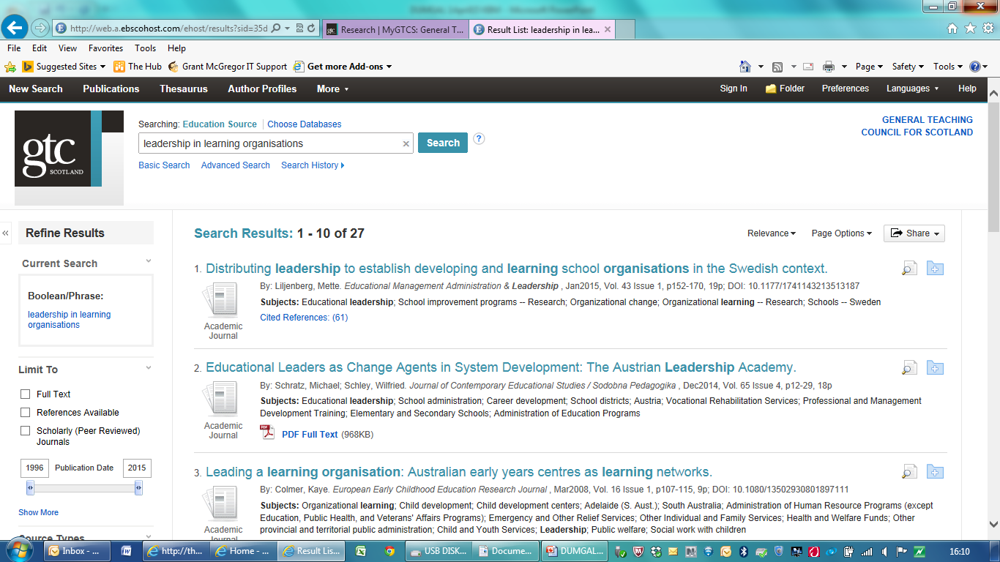 http://web.a.ebscohost.com/ehost/results?sid=35d
Research | MyGTCS: General T...
Result List: leadership in lea...
File Edit View Favorites Tools Help
Suggested Sites The Hub Grant McGregor IT Support Get more Add-ons
Page Safety Tools
New Search Publications Thesaurus Author Profiles More
Sign In Folder Preferences Languages Help
gtc
SCOTLAND
Searching: Education Source Choose Databases
leadership in learning organisations
Search
?
Basic Search Advanced Search Search History
GENERAL TEACHING
COUNCIL FOR SCOTLAND
Refine Results
Current Search
Boolean/Phrase:
leadership in learning
organisations
Limit To
Full Text
References Available
Scholarly (Peer Reviewed)
Journals
1996 Publication Date 2015
Show More
Source Types
Search Results: 1 - 10 of 27
Relevance Page Options Share
1. Distributing leadership to establish developing and learning school organisations in the Swedish context.
By: Liljenberg, Mette. Educational Management Administration & Leadership , Jan2015, Vol. 43 Issue 1, p152-170, 19p; DOI: 10.1177/1741143213513187
Subjects: Educational leadership; School improvement programs -- Research; Organizational change; Organizational learning -- Research; Schools -- Sweden
Cited References: (61)
Academic
Journal
2. Educational Leaders as Change Agents in System Development: The Austrian Leadership Academy.
By: Schratz, Michael; Schley, Wilfried. Journal of Contemporary Educational Studies / Sodobna Pedagogika , Dec2014, Vol. 65 Issue 4, p12-29, 18p
Subjects: Educational leadership; School administration; Career development; School districts; Austria; Vocational Rehabilitation Services; Professional and Management
Development Training; Elementary and Secondary Schools; Administration of Education Programs
Academic
Journal
PDF Full Text (968KB)
3. Leading a learning organisation: Australian early years centres as learning networks.
By: Colmer, Kaye. European Early Childhood Education Research Journal , Mar2008, Vol. 16 Issue 1, p107-115, 9p; DOI: 10.1080/13502930801897111
Subjects: Organizational learning; Child development; Child development centers; Adelaide (S. Aust.); South Australia; Administration of Human Resource Programs (except
Education, Public Health, and Veterans' Affairs Programs); Emergency and Other Relief Services; Other Individual and Family Services; Health and Welfare Funds; Other
provincial and territorial public administration; Child and Youth Services; Leadership; Public welfare; Social work with children
Academic
Journal
Inbox - ... http://th... Home - ... Result Lis... USB DISK... Docume... DUMGAL... 16:10